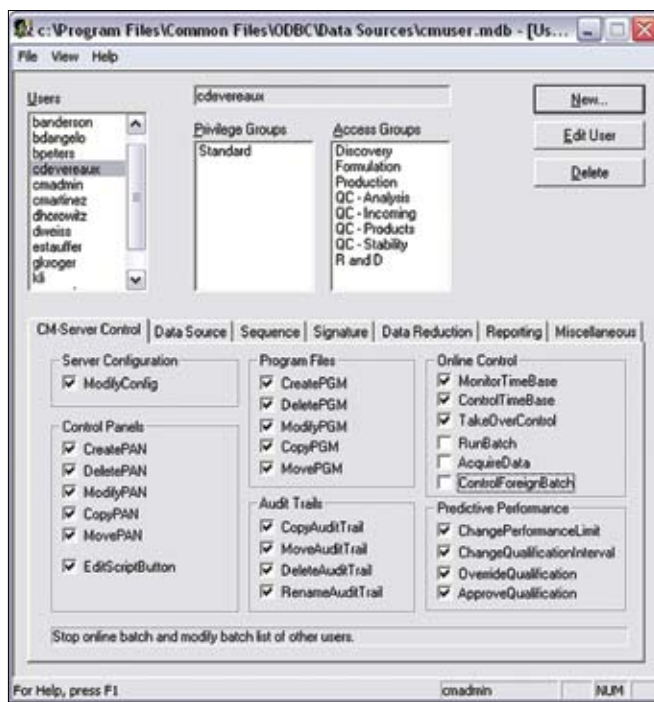 c:\Program Files\Common Files\ODBC\Data Sources\cmuser.mdb - [Us...
File View Help
Users
banderson
bdangelo
bpeters
cdevereaux
cmadmin
cmartinez
dhorowitz
dweiss
estauffer
gkroger
kli
cdevereaux
Privilege Groups
Standard
Access Groups
Discovery
Formulation
Production
QC - Analysis
QC - Incoming
QC - Products
QC - Stability
R and D
New...
Edit User
Delete
CM-Server Control Data Source Sequence Signature Data Reduction Reporting Miscellaneous
Server Configuration
ModifyConfig
Control Panels
CreatePAN
DeletePAN
ModifyPAN
CopyPAN
MovePAN
EditScriptButton
Program Files
CreatePGM
DeletePGM
ModifyPGM
CopyPGM
MovePGM
Audit Trails
CopyAuditTrail
MoveAuditTrail
DeleteAuditTrail
RenameAuditTrail
Online Control
MonitorTimeBase
ControlTimeBase
TakeOverControl
RunBatch
AcquireData
ControlForeignBatch
Predictive Performance
ChangePerformanceLimit
ChangeQualificationInterval
OverrideQualification
ApproveQualification
Stop online batch and modify batch list of other users.
For Help, press F1
cmadmin
NUM